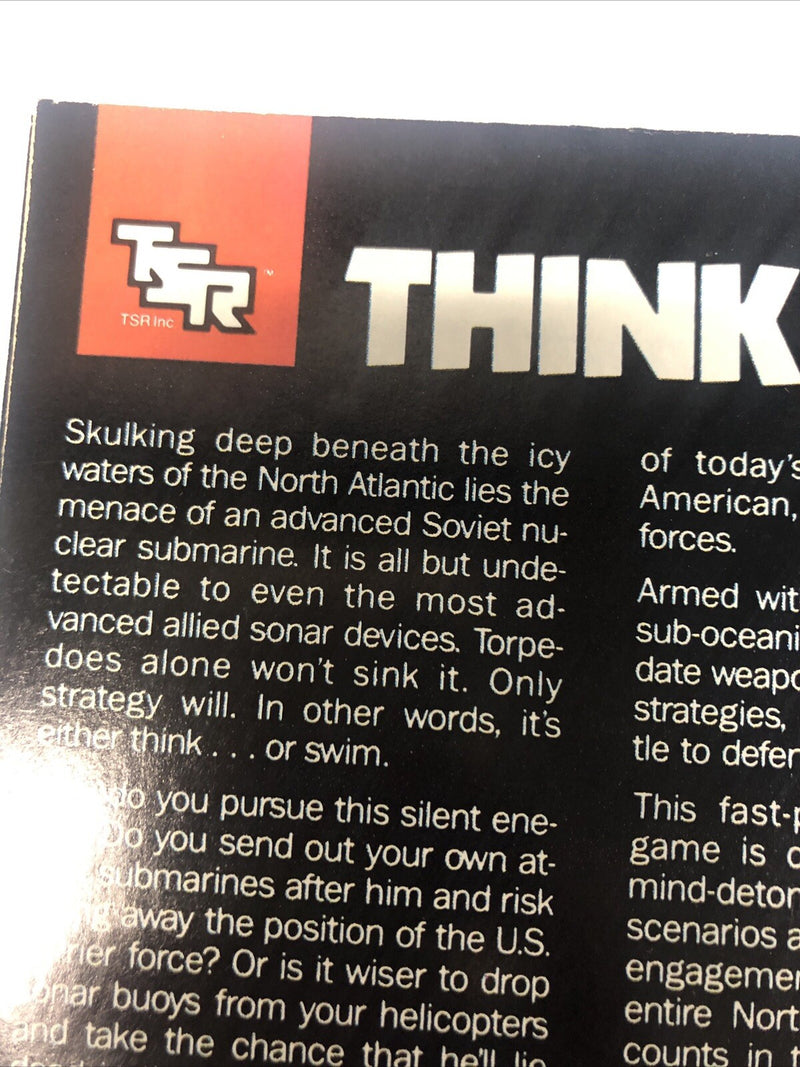 TSR
TM
TSR Inc
THINK
Skulking deep beneath the icy
waters of the North Atlantic lies the
menace of an advanced Soviet nu-
clear submarine. It is all but unde-
tectable to even the most ad-
vanced allied sonar devices. Torpe-
does alone won't sink it. Only
strategy will. In other words, it's
either think . . . or swim.
do you pursue this silent ene-
Do you send out your own at-
submarines after him and risk
away the position of the U.S.
rier force? Or is it wiser to drop
sonar buoys from your helicopters
and take the chance that he'll lie
of today's
American,
forces.
Armed wit
sub-oceani
date weapo
strategies,
tle to defen
This fast-p
game is
mind-deton
scenarios a
engagemen
entire Nort
counts in t